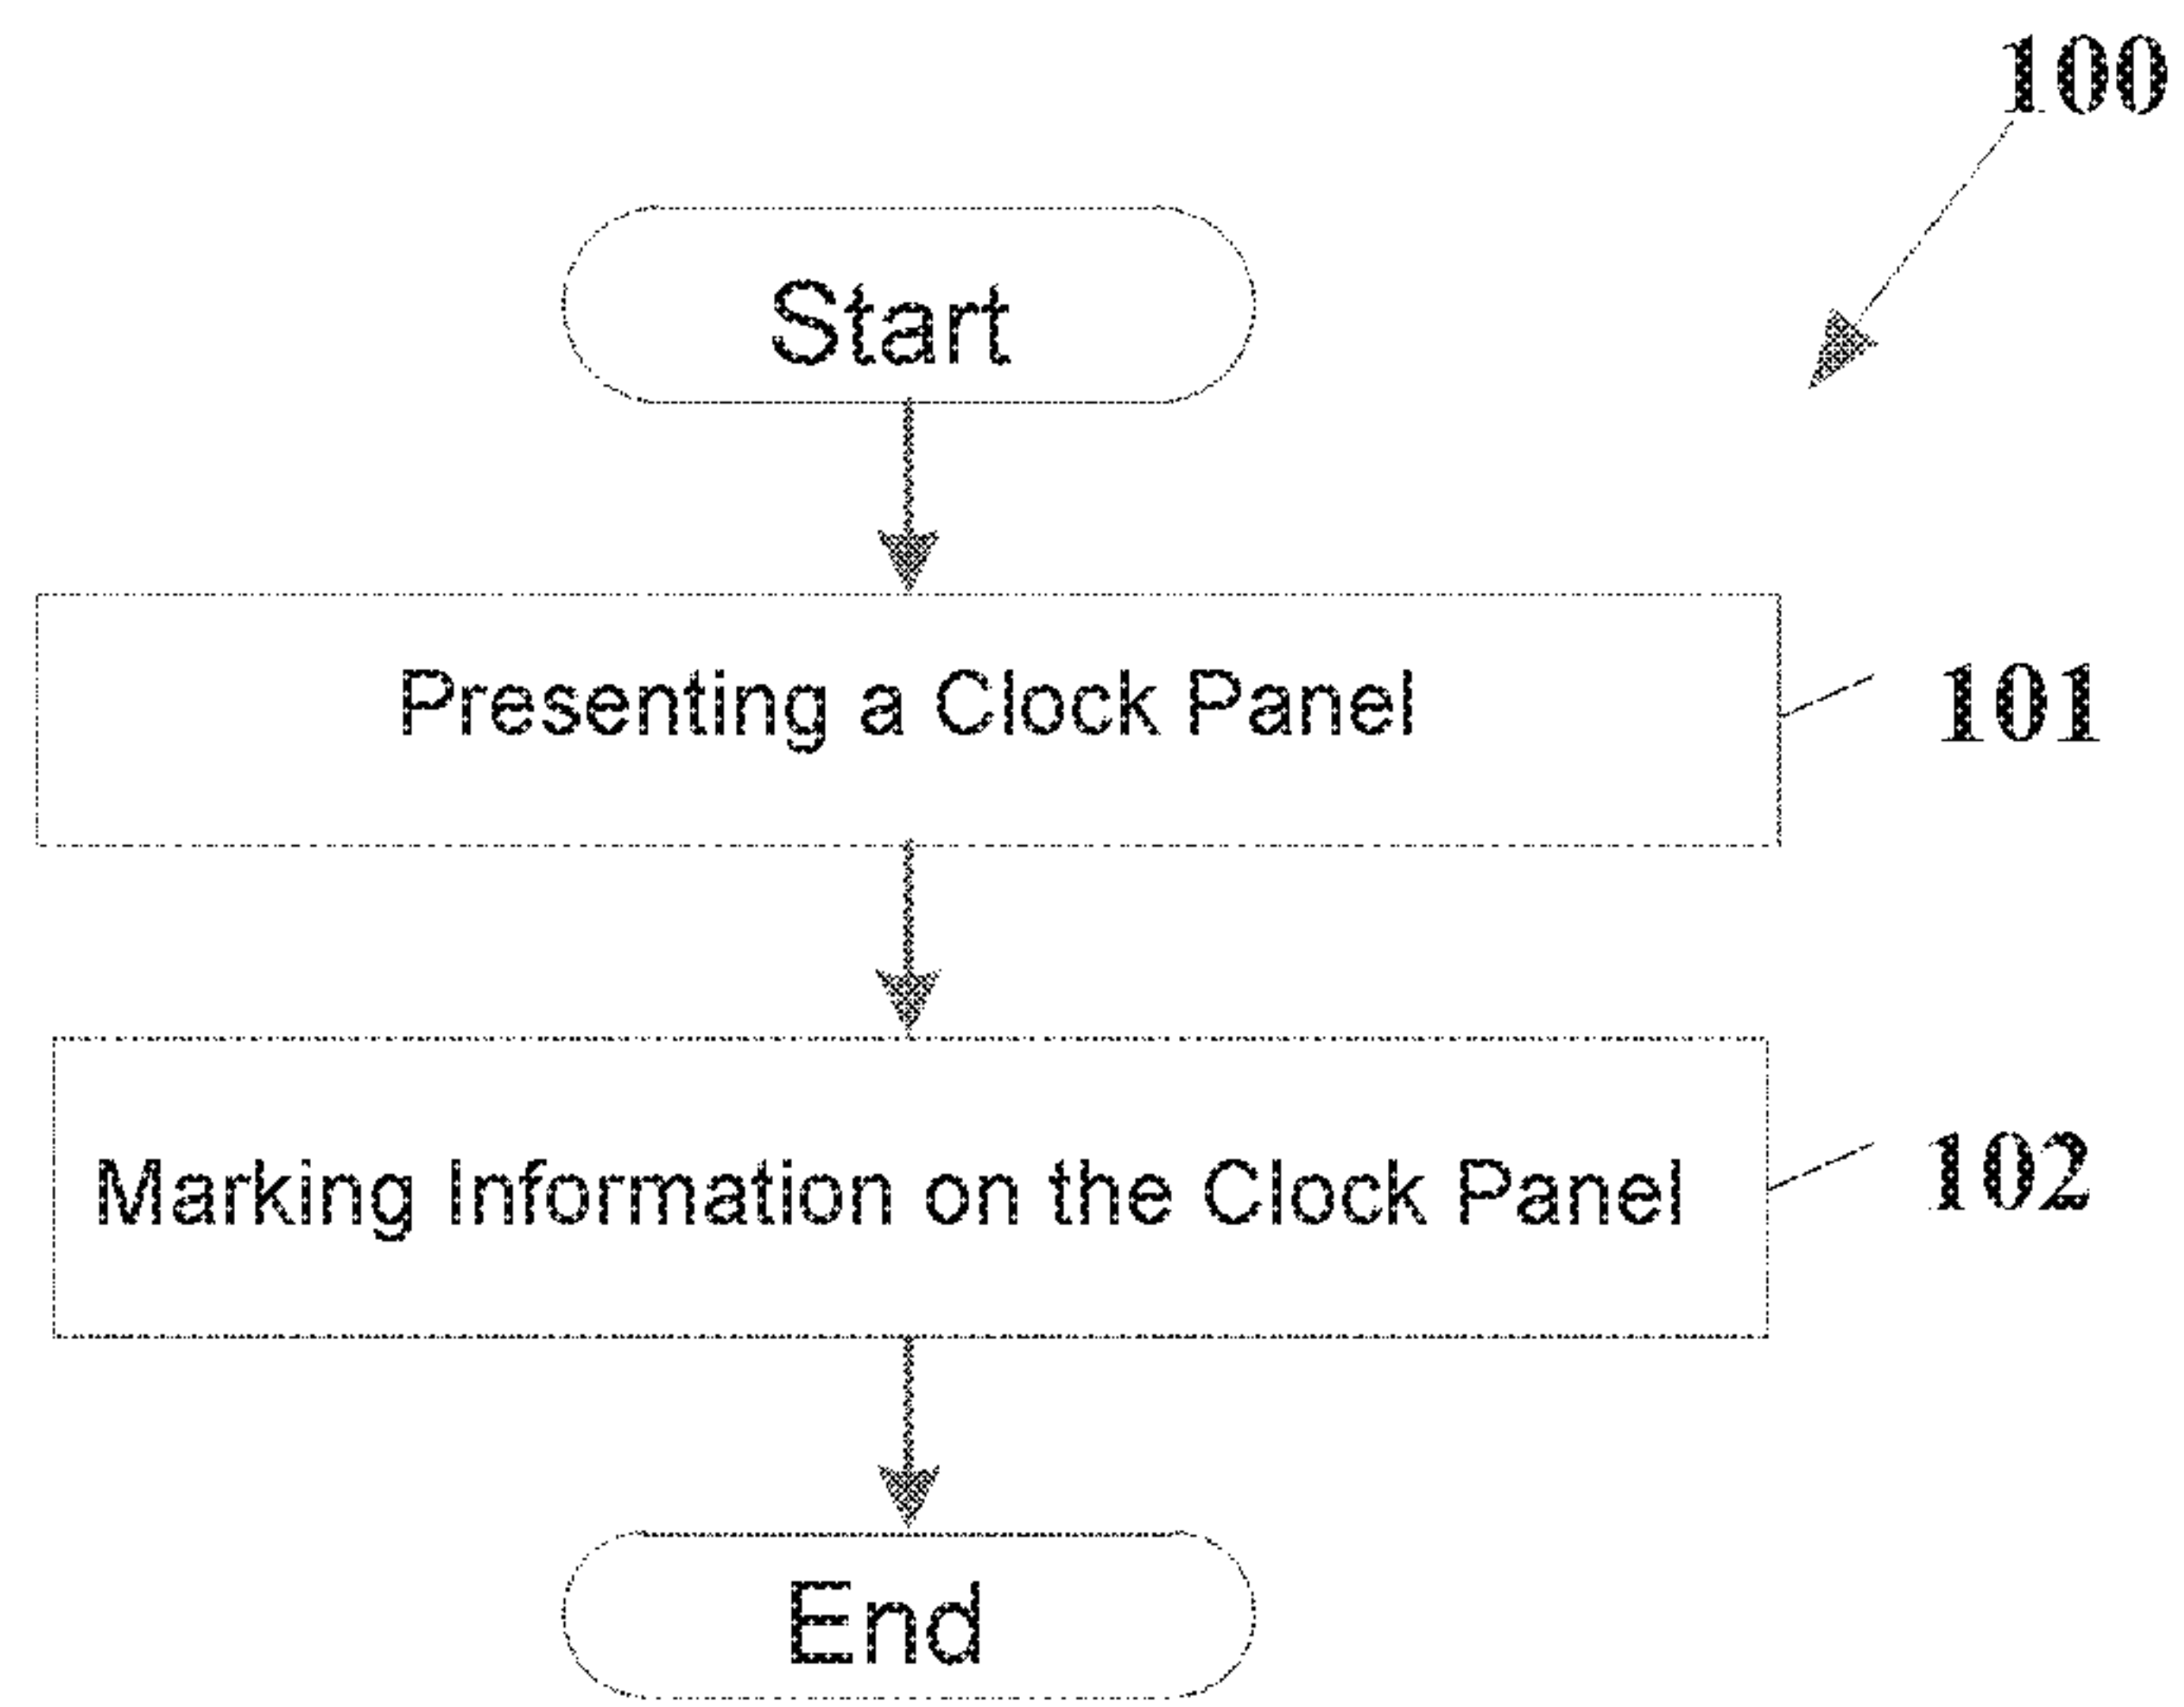 100
Start
Presenting a Clock Panel
101
Marking Information on the Clock Panel
102
End